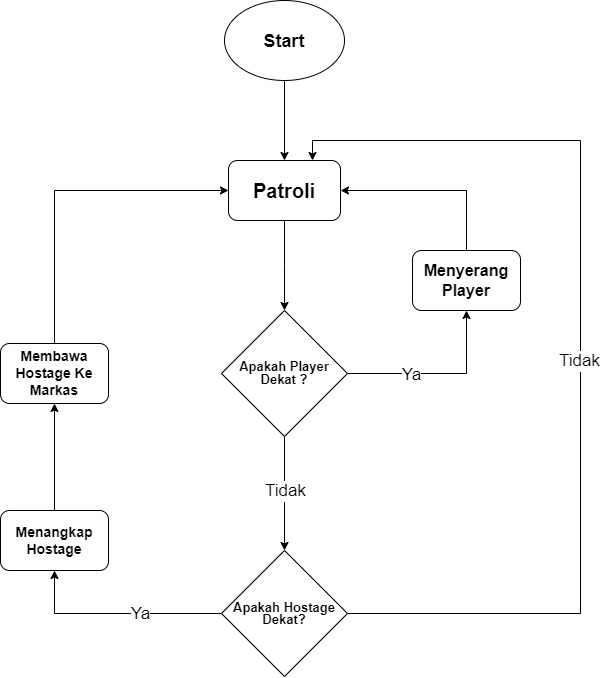 Start
Patroli
Menyerang
Player
Apakah Player
Dekat ?
Ya
Tidak
Membawa
Hostage Ke
Markas
Tidak
Menangkap
Hostage
Apakah Hostage
Dekat?
Ya